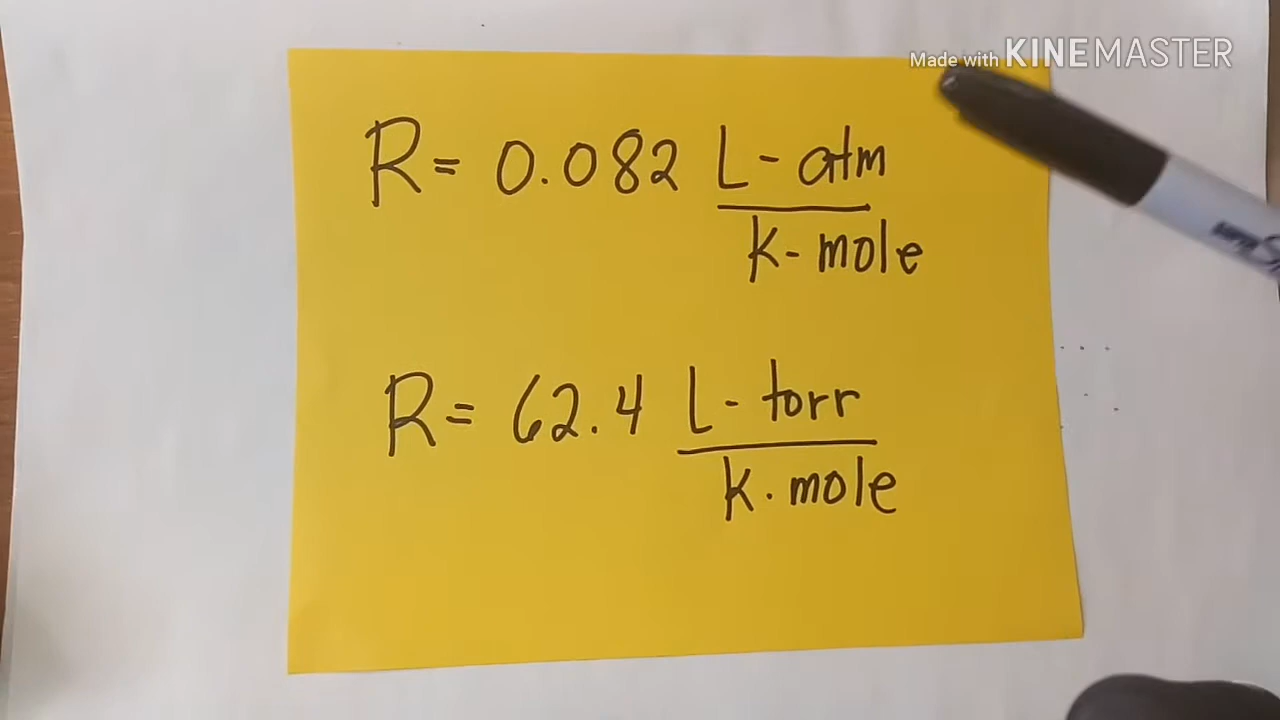 Made with KINEMASTER
R= 0.082 L- atm
k- mole
R= 62.4 L- torr
k. mole